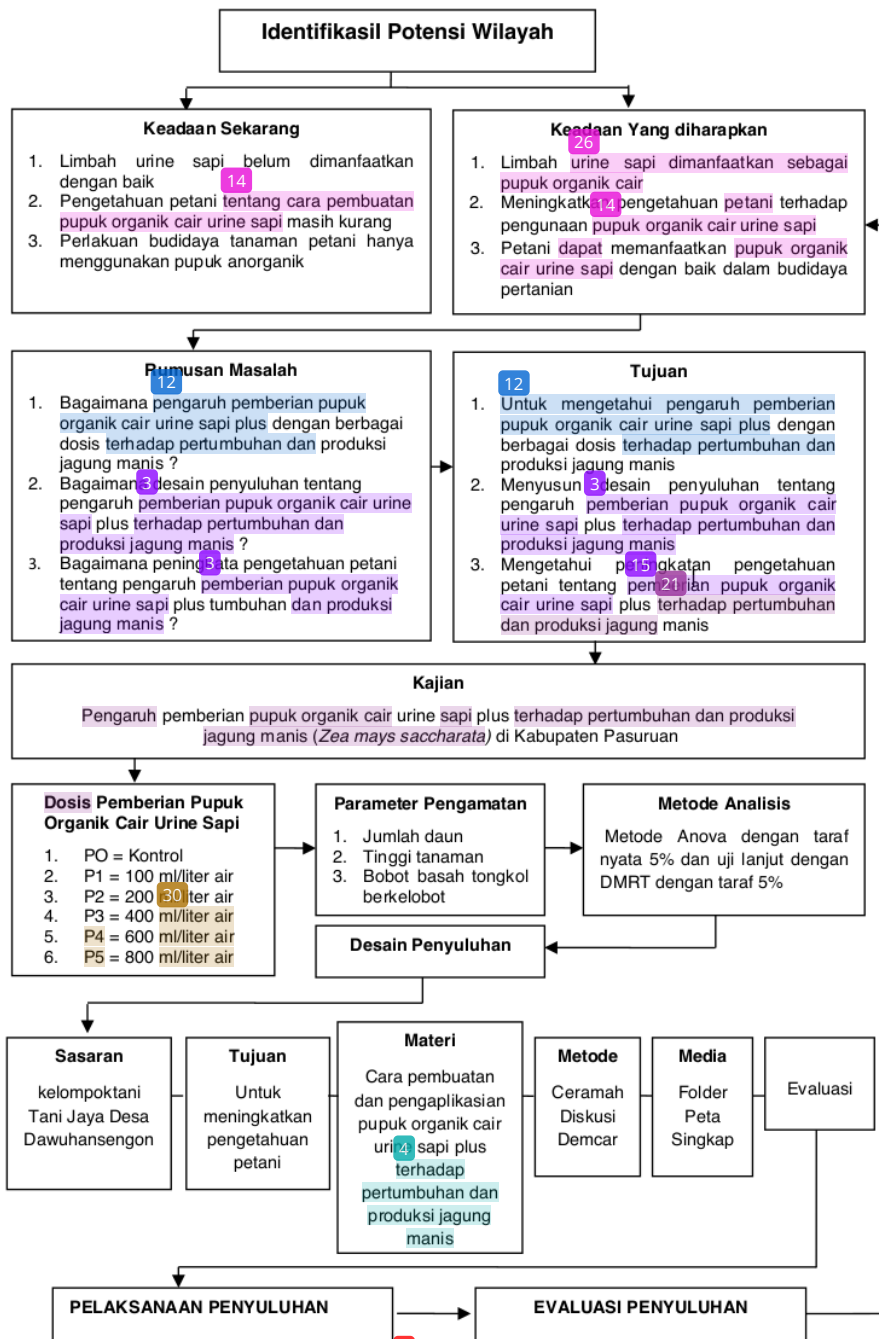 Identifikasil Potensi Wilayah
Keadaan Sekarang
1. Limbah urine sapi belum dimanfaatkan
dengan baik
14
2. Pengetahuan petani tentang cara pembuatan
pupuk organik cair urine sapi masih kurang
3. Perlakuan budidaya tanaman petani hanya
menggunakan pupuk anorganik
Keadaan Yang diharapkan
26
1. Limbah urine sapi dimanfaatkan sebagai
pupuk organik cair
14
2. Meningkatkan pengetahuan petani terhadap
pengunaan pupuk organik cair urine sapi
3. Petani dapat memanfaatkan pupuk organik
cair urine sapi dengan baik dalam budidaya
pertanian
Rumusan Masalah
12
1. Bagaimana pengaruh pemberian pupuk
organik cair urine sapi plus dengan berbagai
dosis terhadap pertumbuhan dan produksi
jagung manis ?
3
2. Bagaimana desain penyuluhan tentang
pengaruh pemberian pupuk organik cair urine
sapi plus terhadap pertumbuhan dan
produksi jagung manis ?
3
3. Bagaimana peningkata pengetahuan petani
tentang pengaruh pemberian pupuk organik
cair urine sapi plus tumbuhan dan produksi
jagung manis ?
Tujuan
12
1. Untuk mengetahui pengaruh pemberian
pupuk organik cair urine sapi plus dengan
berbagai dosis terhadap pertumbuhan dan
produksi jagung manis
3
2. Menyusun desain penyuluhan tentang
pengaruh pemberian pupuk organik cair
urine sapi plus terhadap pertumbuhan dan
produksi jagung manis
15
3. Mengetahui peningkatan pengetahuan
21
petani tentang pemberian pupuk organik
cair urine sapi plus terhadap pertumbuhan
dan produksi jagung manis
Kajian
Pengaruh pemberian pupuk organik cair urine sapi plus terhadap pertumbuhan dan produksi
jagung manis (Zea mays saccharata) di Kabupaten Pasuruan
Dosis Pemberian Pupuk
Organik Cair Urine Sapi
1. PO = Kontrol
2. P1 = 100 ml/liter air
3. P2 = 200 ml/liter air
30
4. P3 = 400 ml/liter air
5. P4 = 600 ml/liter air
6. P5 = 800 ml/liter air
Parameter Pengamatan
1. Jumlah daun
2. Tinggi tanaman
3. Bobot basah tongkol
berkelobot
Metode Analisis
Metode Anova dengan taraf
nyata 5% dan uji lanjut dengan
DMRT dengan taraf 5%
Desain Penyuluhan
Sasaran
kelompoktani
Tani Jaya Desa
Dawuhansengon
Tujuan
Untuk
meningkatkan
pengetahuan
petani
Materi
Cara pembuatan
dan pengaplikasian
pupuk organik cair
urine sapi plus
4
terhadap
pertumbuhan dan
produksi jagung
manis
Metode
Ceramah
Diskusi
Demcar
Media
Folder
Peta
Singkap
Evaluasi
PELAKSANAAN PENYULUHAN
EVALUASI PENYULUHAN